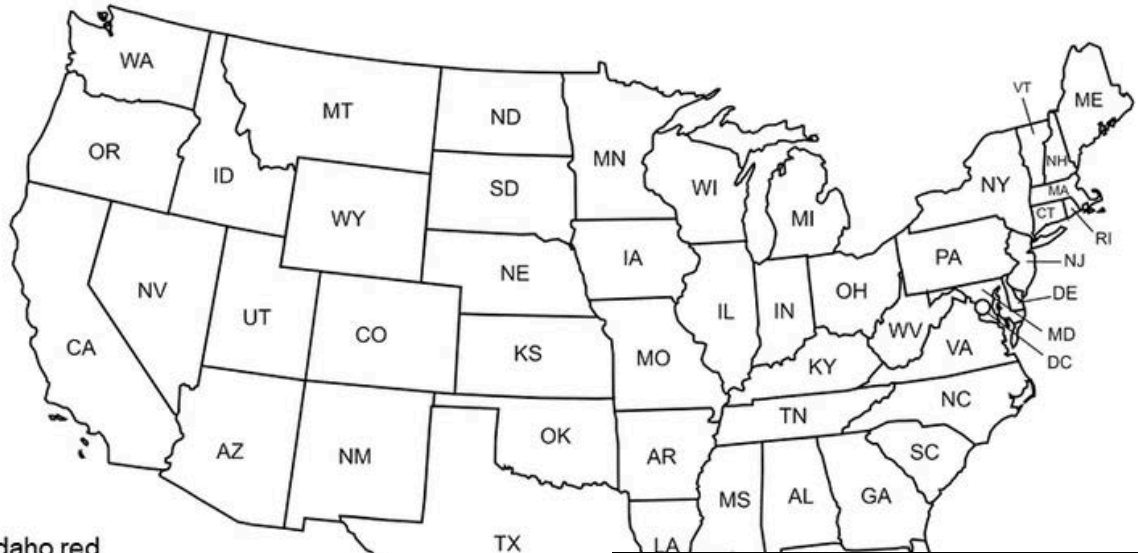 WA
MT
ND
VT
ME
OR
ID
MN
SD
WI
NH
NY
MA
WY
MI
CT
RI
IA
PA
NJ
NE
NV
OH
DE
UT
CO
IL
IN
WV
MD
VA
DC
CA
KS
MO
KY
NC
TN
AZ
NM
OK
AR
SC
MS
AL
GA
TX
LA
daho red